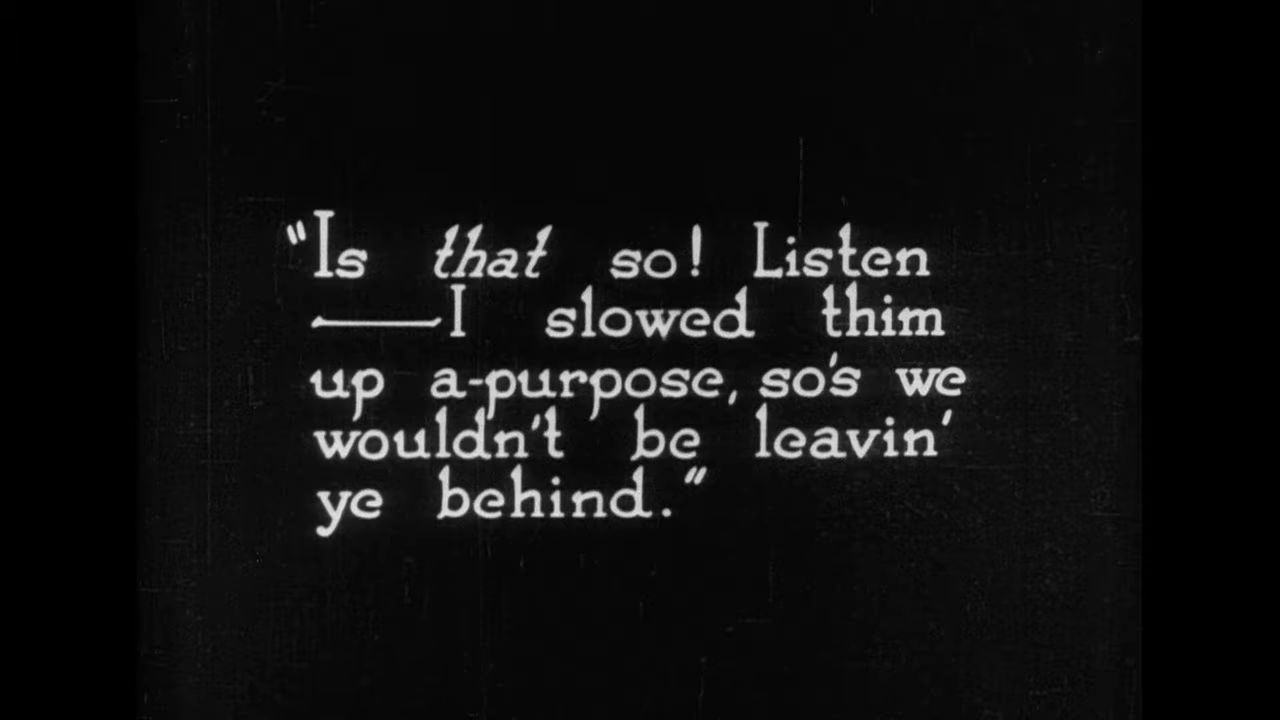 "Is that so! Listen
——I slowed thim
up a-purpose, so's we
wouldn't be leavin'
ye behind."